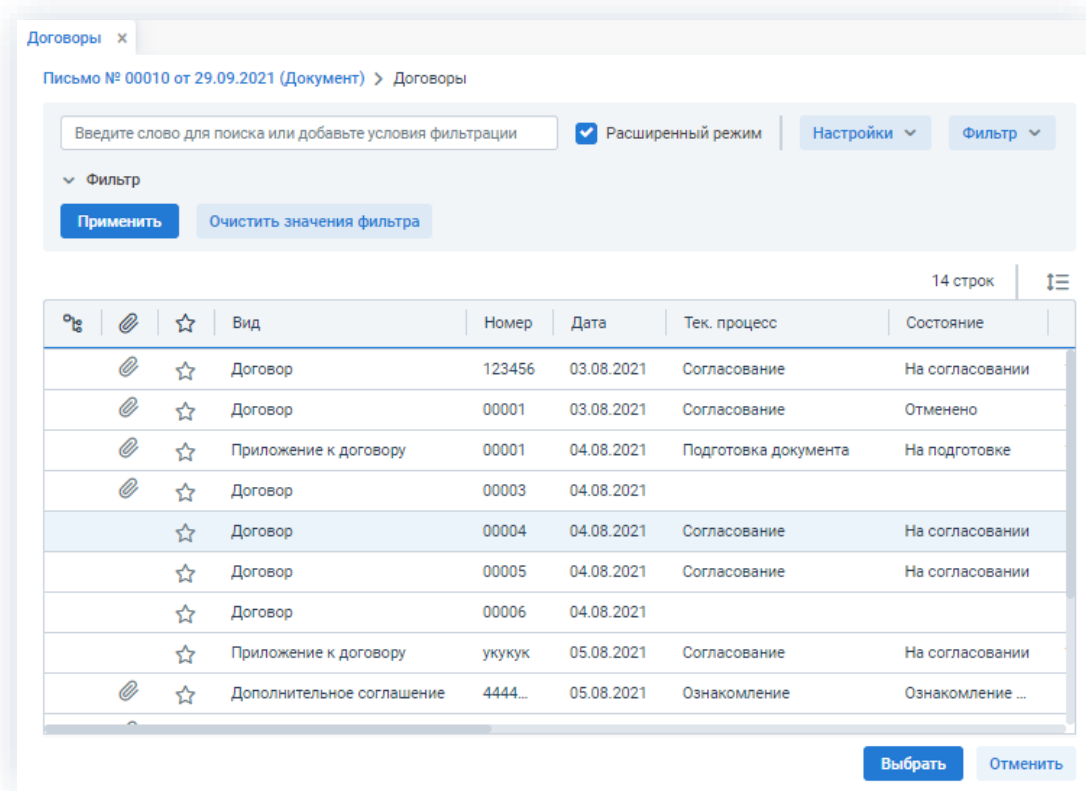 Договоры ×
Письмо № 00010 от 29.09.2021 (Документ) > Договоры
Введите слово для поиска или добавьте условия фильтрации Расширенный режим Настройки Фильтр
Фильтр
Применить Очистить значения фильтра
14 строк
Вид Номер Дата Тек. процесс Состояние
Договор 123456 03.08.2021 Согласование На согласовании
Договор 00001 03.08.2021 Согласование Отменено
Приложение к договору 00001 04.08.2021 Подготовка документа На подготовке
Договор 00003 04.08.2021
Договор 00004 04.08.2021 Согласование На согласовании
Договор 00005 04.08.2021 Согласование На согласовании
Договор 00006 04.08.2021
Приложение к договору укукук 05.08.2021 Согласование На согласовании
Дополнительное соглашение 4444... 05.08.2021 Ознакомление Ознакомление ...
Выбрать Отменить